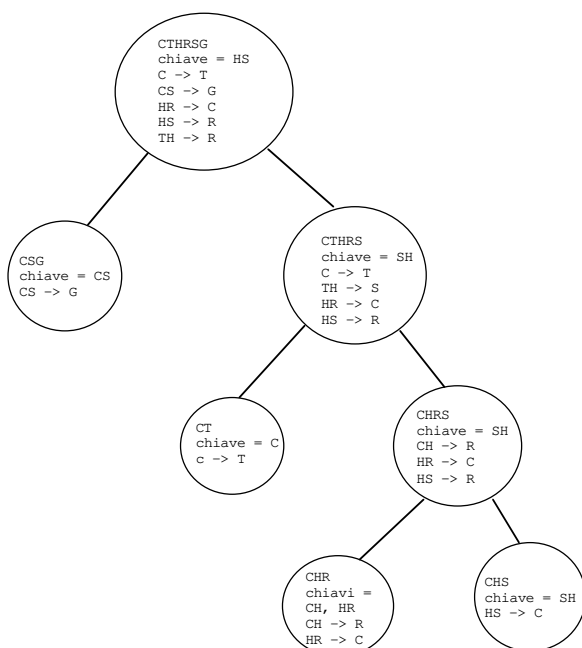 CTHRSG
chiave = HS
C −> T
CS −> G
HR −> C
HS −> R
TH −> R
CSG
chiave = CS
CS −> G
CTHRS
chiave = SH
C −> T
TH −> S
HR −> C
HS −> R
CT
chiave = C
c −> T
CHRS
chiave = SH
CH −> R
HR −> C
HS −> R
CHR
chiavi =
CH, HR
CH −> R
HR −> C
CHS
chiave = SH
HS −> C